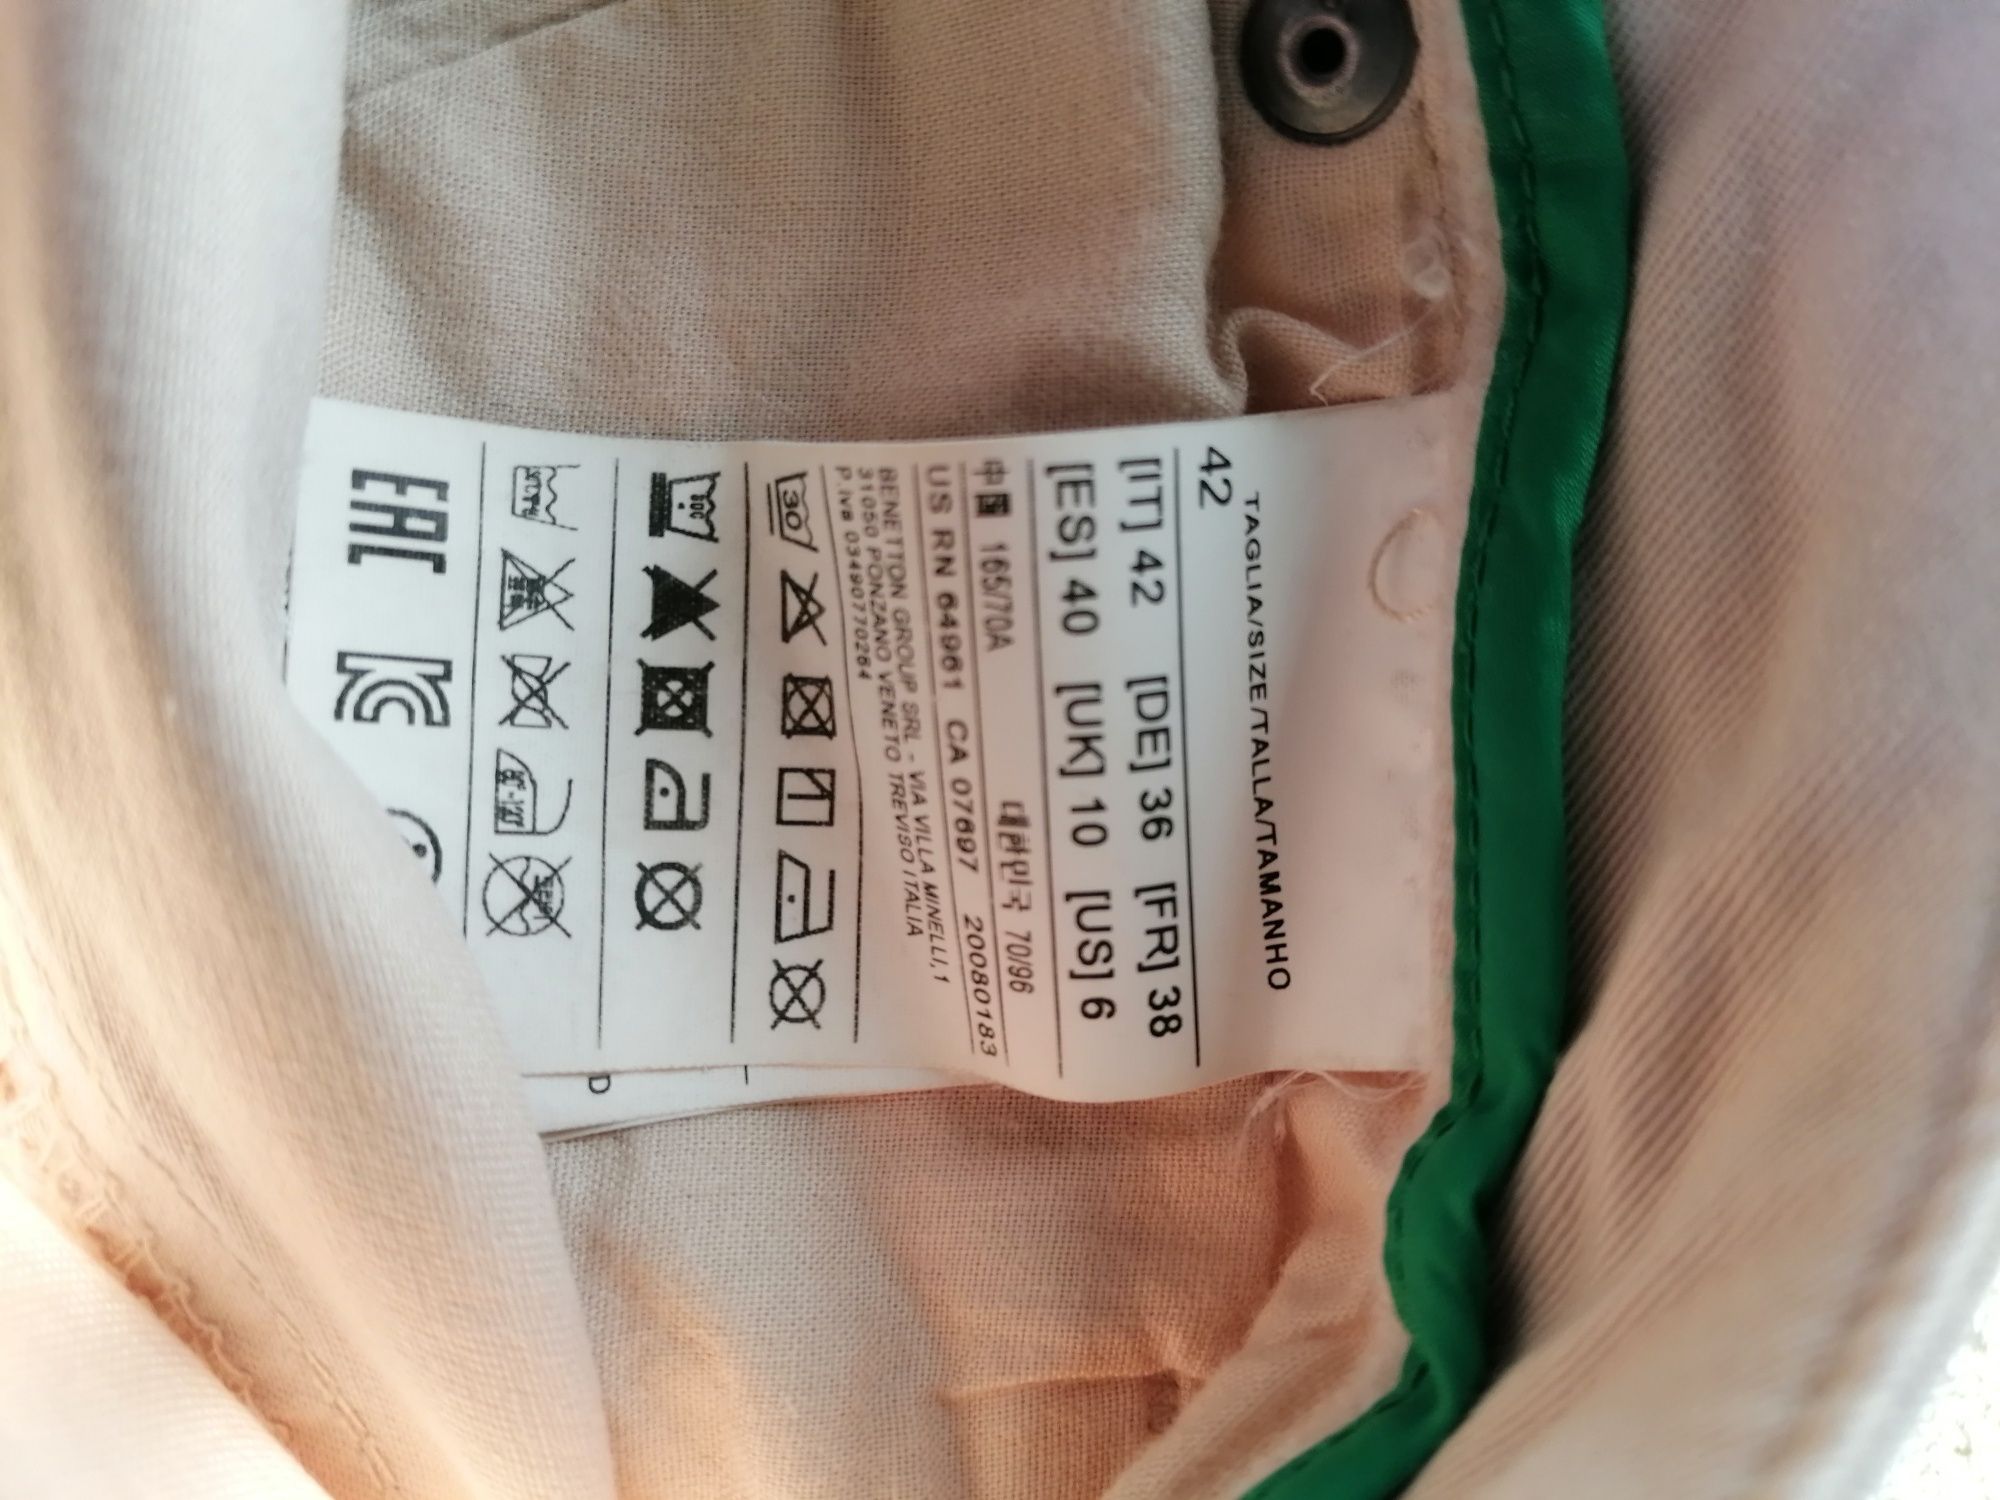 TAGLIA/SIZE/TALLA/TAMANHO
42
[IT] 42 [DE] 36 [FR] 38
[ES] 40 [UK] 10 [US] 6
中国 165/70A 대한민국 70/96
US RN 64961 CA 07697 20080183
BENETTON GROUP SRL - VIA VILLA MINELLI,1
31050 PONZANO VENETO TREVISO ITALIA
P.iva 03490770264
30
30C
EAC
D